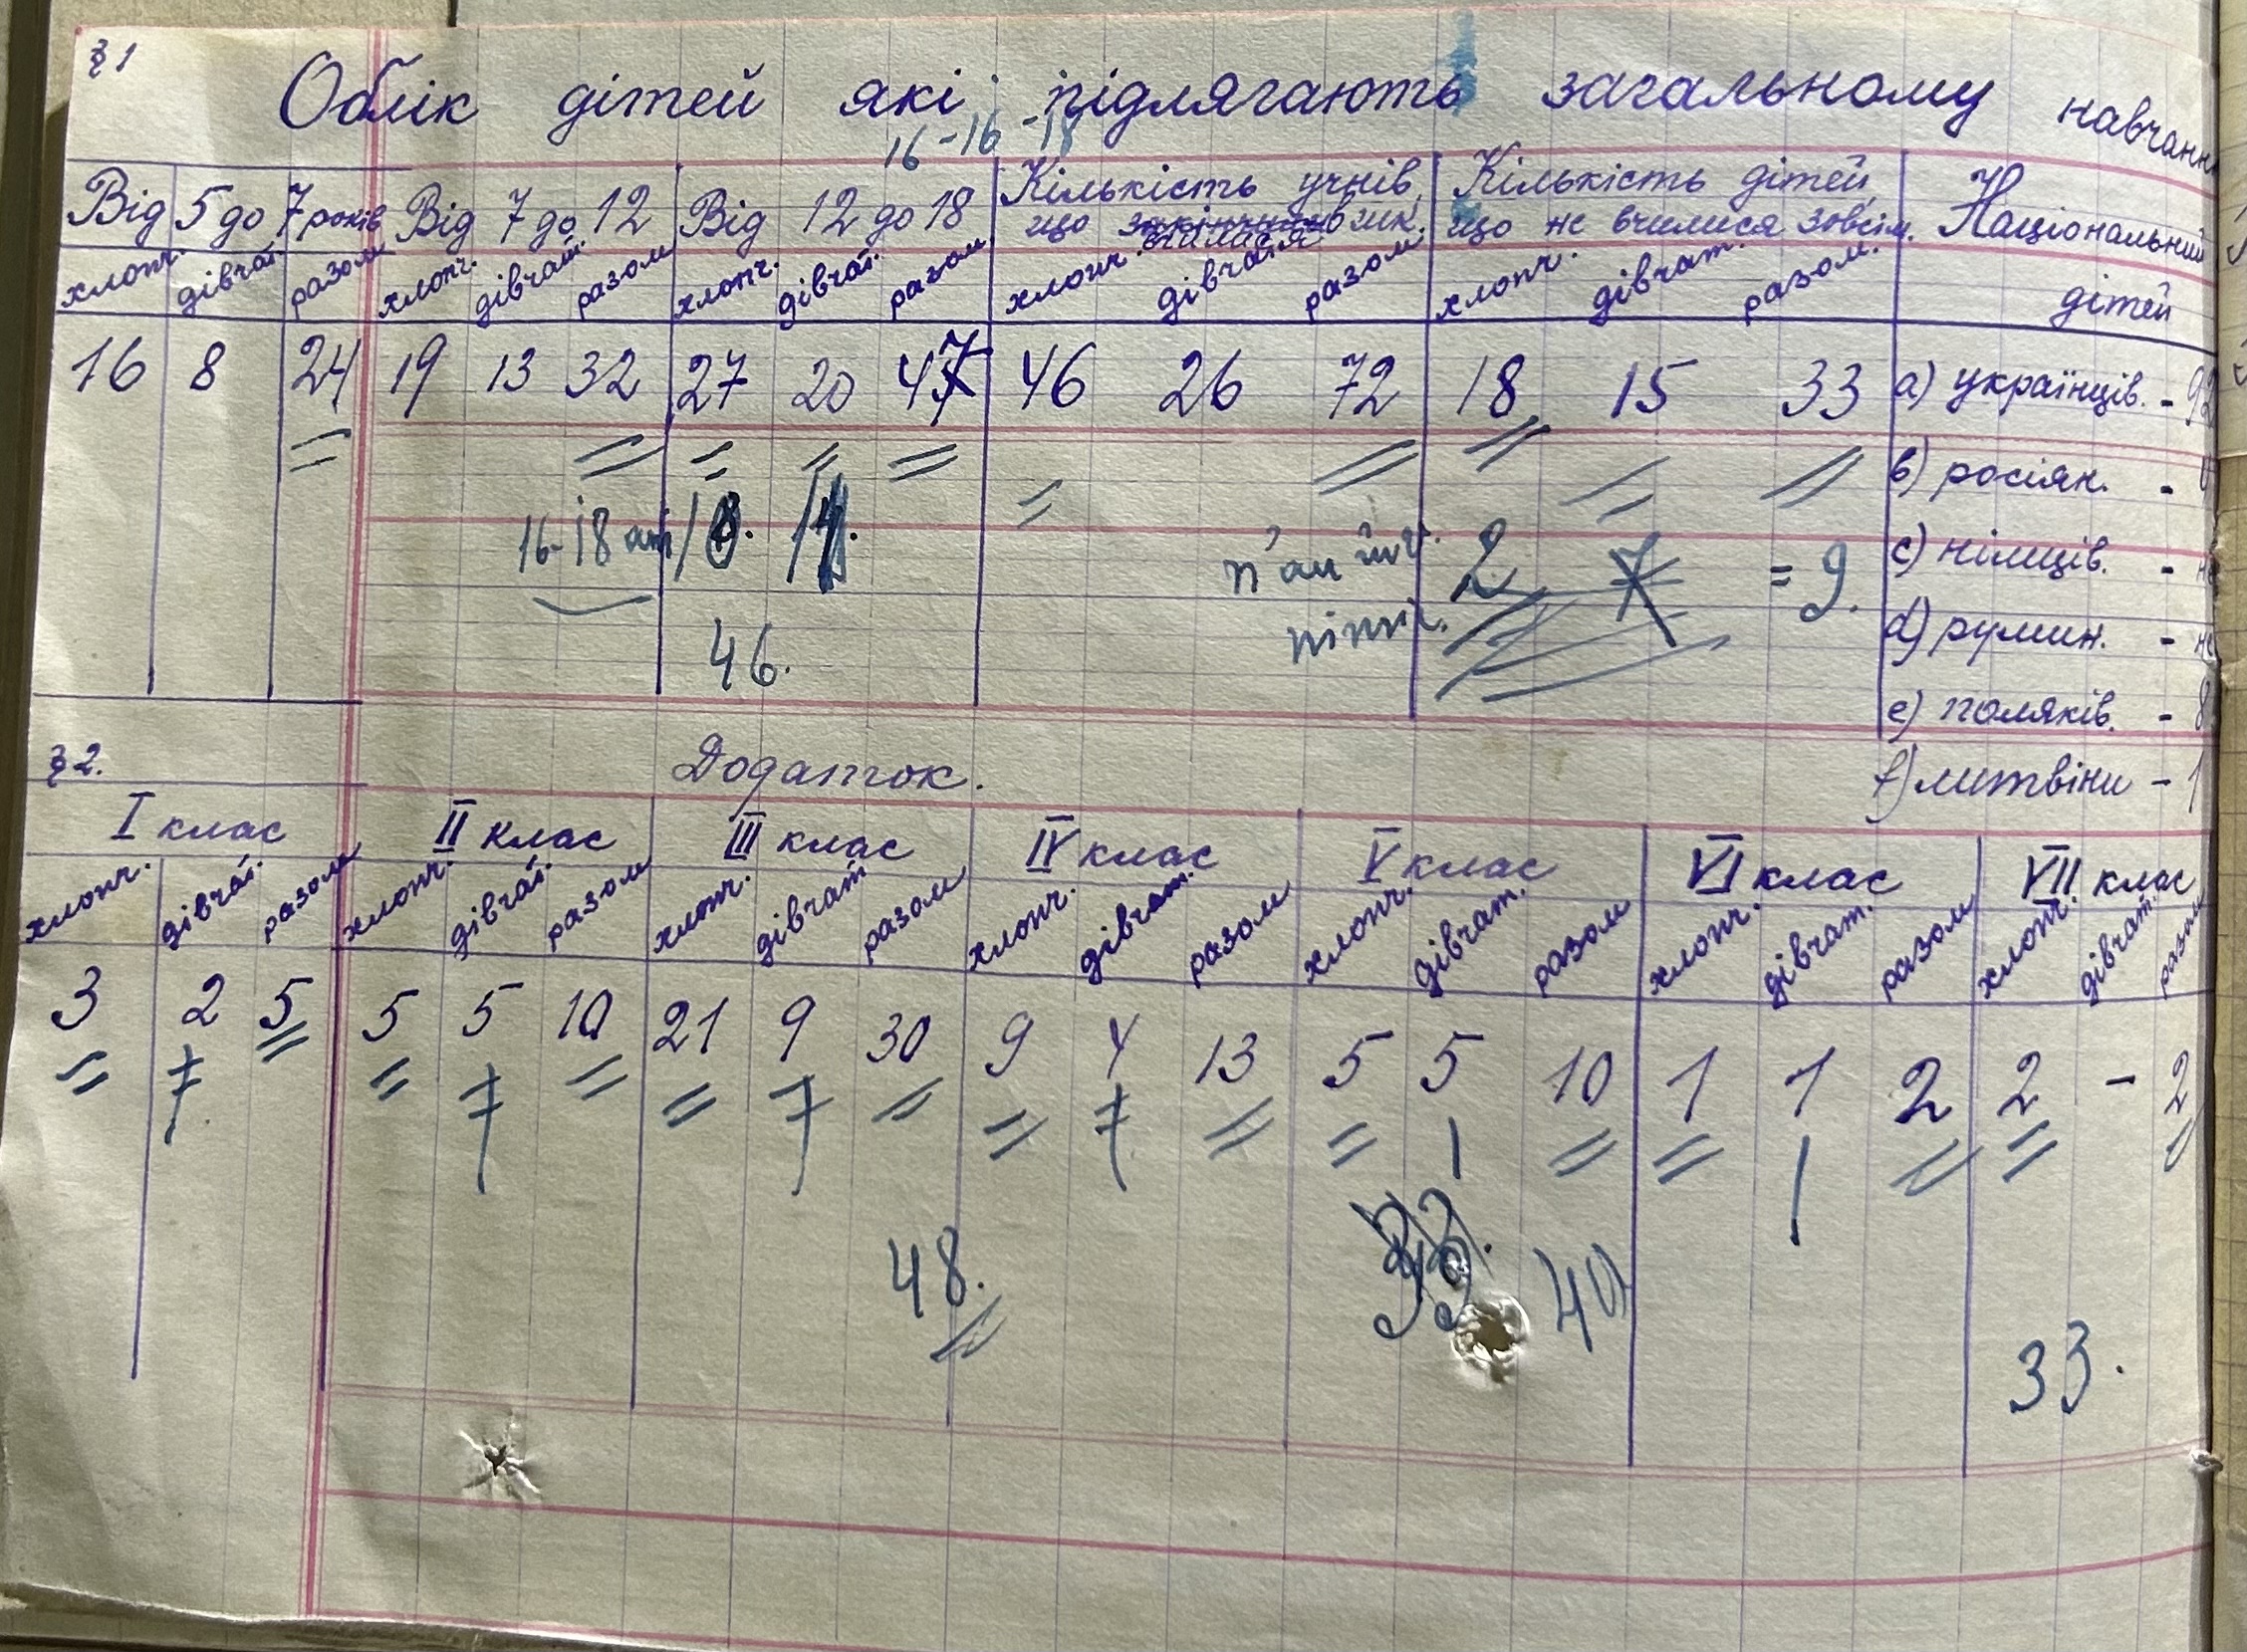 § 1
Облік дітей які підлягають загальному навчанн
16-16-18
Від 5 до 7 років Від 7 до 12 Від 12 до 18 Кількість учнів, що вчилася в шк. Кількість дітей, що не вчилися зовсім. Національний дітей
хлопч. дівчат. разом хлопч. дівчат. разом хлопч. дівчат. разом хлопч. дівчат разом хлопч. дівчат. разом.
16 8 24 19 13 32 27 20 47 46 26 72 18 15 33 а) українців. - 92
в) росіян. -
16-18
2 7 = 9. с) німців. -
46. d) румин. -
е) поляків. - 8
§ 2. Додаток. f) литвіни - 1
I клас II клас III клас IV клас V клас VI клас VII клас
хлопч. дівчат. разом хлопч. дівчат. разом хлопч. дівчат разом хлопч. дівчат. разом хлопч. дівчат. разом хлопч. дівчат. разом хлопч. дівчат. разом
3 2 5 5 5 10 21 9 30 9 4 13 5 5 10 1 1 2 2 - 2
48. 40
33.